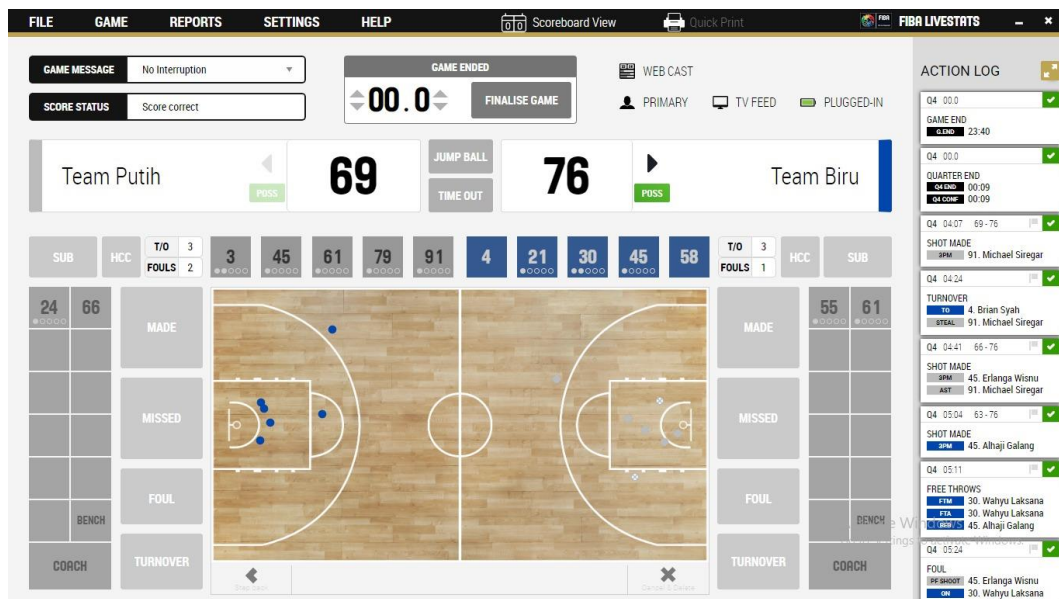 FILE GAME REPORTS SETTINGS HELP Scoreboard View Quick Print FIBA LIVESTATS
GAME MESSAGE No Interruption
SCORE STATUS Score correct
GAME ENDED
00.0 FINALISE GAME
WEB CAST
PRIMARY TV FEED PLUGGED-IN
Team Putih
POSS
69
JUMP BALL
TIME OUT
76
POSS
Team Biru
SUB HCC T/O 3
FOULS 2
3 45 61 79 91 4 21 30 45 58
T/O 3
FOULS 1
HCC SUB
24 66
BENCH
COACH
MADE
MISSED
FOUL
TURNOVER
MADE
MISSED
FOUL
TURNOVER
55 61
BENCH
COACH
Step Back
Cancel & Delete
ACTION LOG
Q4 00.0
GAME END
G.END 23:40
Q4 00.0
QUARTER END
Q4 END 00:09
Q4 CONF 00:09
Q4 04:07 69-76
SHOT MADE
3PM 91. Michael Siregar
Q4 04:24
TURNOVER
TO 4. Brian Syah
STEAL 91. Michael Siregar
Q4 04:41 66-76
SHOT MADE
3PM 45. Erlanga Wisnu
AST 91. Michael Siregar
Q4 05:04 63-76
SHOT MADE
3PM 45. Alhaji Galang
Q4 05:11
FREE THROWS
FTM 30. Wahyu Laksana
FTA 30. Wahyu Laksana
45. Alhaji Galang
Q4 05:24
FOUL
PF SHOOT 45. Erlanga Wisnu
ON 30. Wahyu Laksana